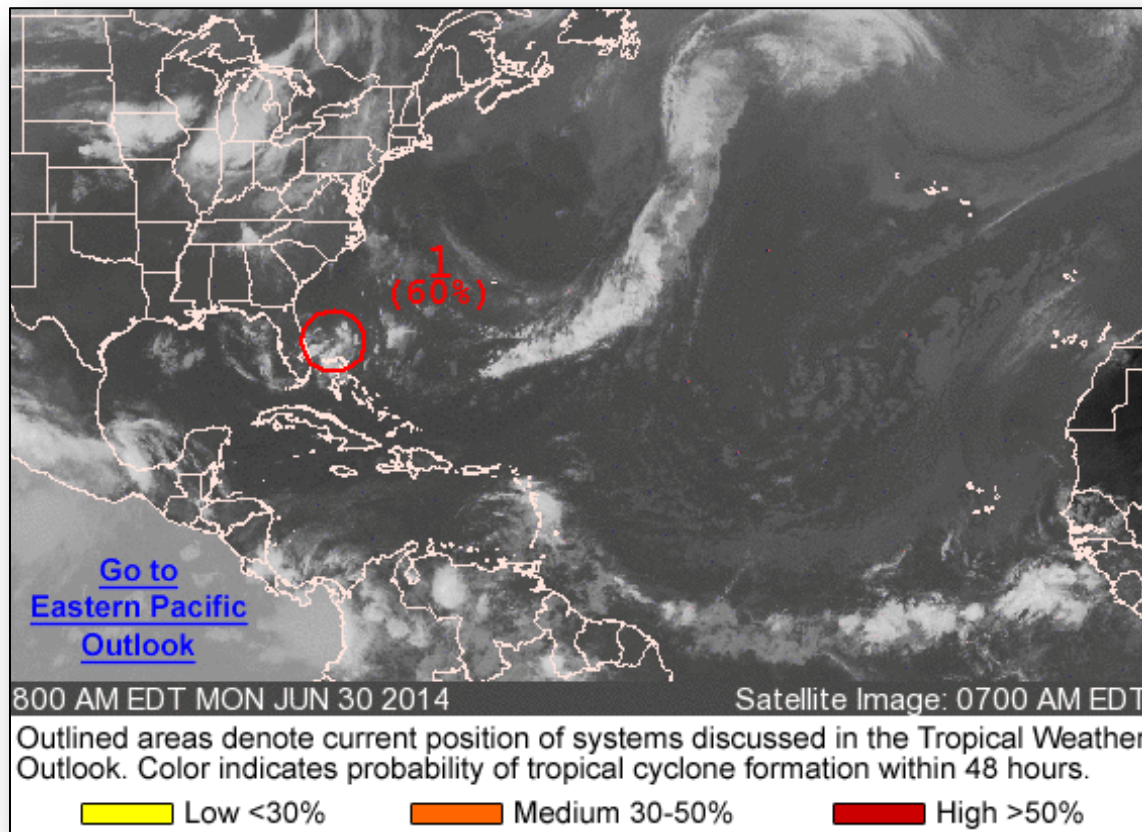 1
(60%)
Go to
Eastern Pacific
Outlook
800 AM EDT MON JUN 30 2014 Satellite Image: 0700 AM EDT
Outlined areas denote current position of systems discussed in the Tropical Weather
Outlook. Color indicates probability of tropical cyclone formation within 48 hours.
Low <30% Medium 30-50% High >50%